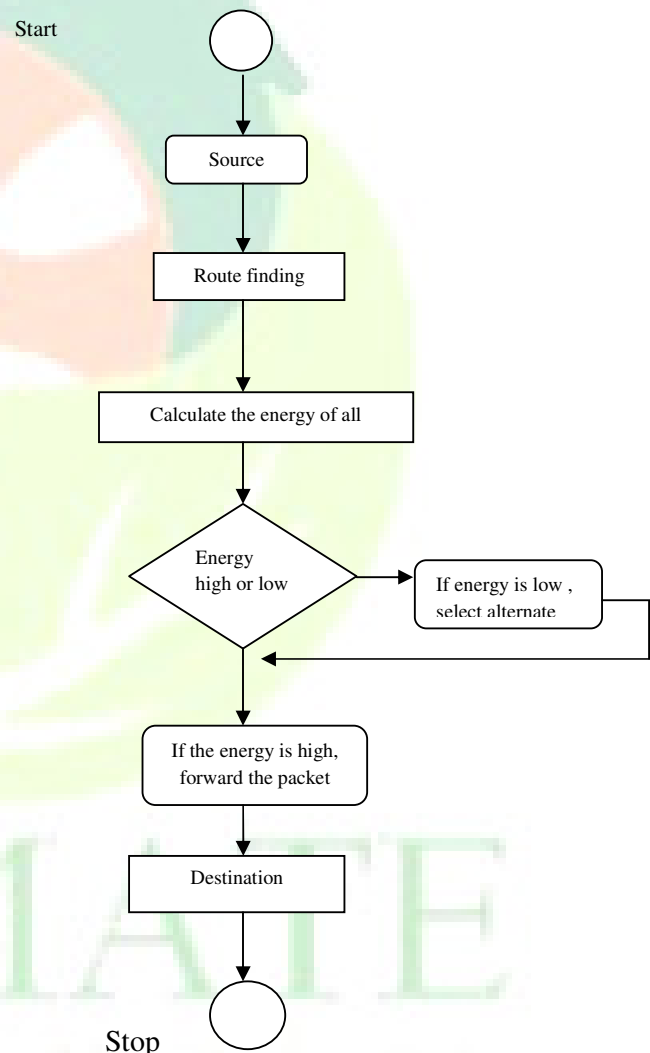 Start
Source
Route finding
Calculate the energy of all
Energy
high or low
If energy is low ,
select alternate
If the energy is high,
forward the packet
Destination
MATE
Stop